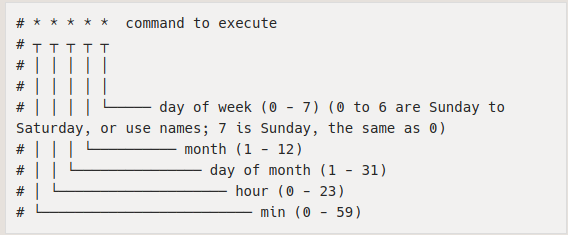 # * * * * *  command to execute
# ┬ ┬ ┬ ┬ ┬
# │ │ │ │ │
# │ │ │ │ │
# │ │ │ │ └───── day of week (0 - 7) (0 to 6 are Sunday to
Saturday, or use names; 7 is Sunday, the same as 0)
# │ │ │ └────────── month (1 - 12)
# │ │ └─────────────── day of month (1 - 31)
# │ └──────────────────── hour (0 - 23)
# └───────────────────────── min (0 - 59)